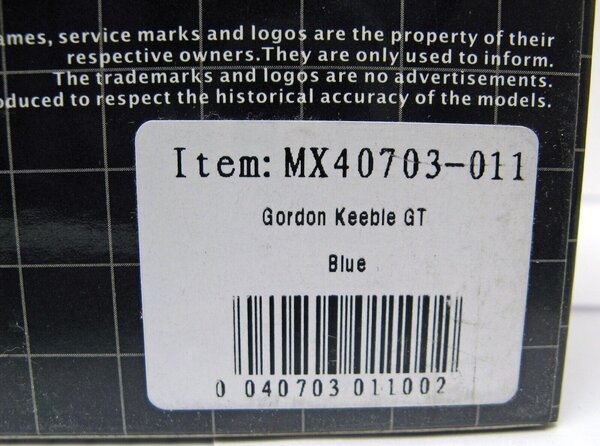 ames, service marks and logos are the property of their
respective owners.They are only used to inform.
The trademarks and logos are no advertisements.
oduced to respect the historical accuracy of the models.
Item: MX40703-011
Gordon Keeble GT
Blue
0 040703 011002